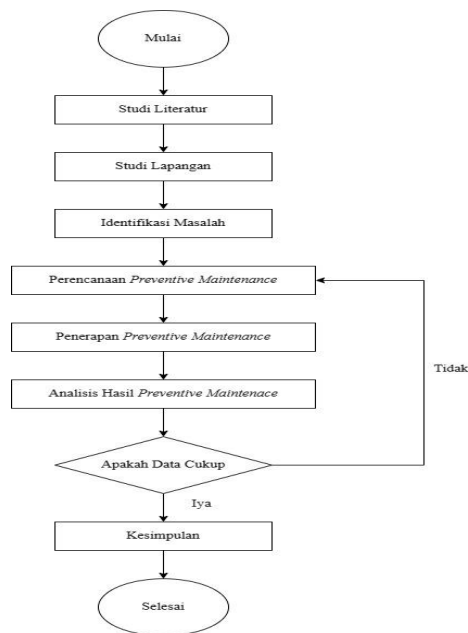 Mulai
Studi Literatur
Studi Lapangan
Identifikasi Masalah
Perencanaan Preventive Maintenance
Penerapan Preventive Maintenance
Analisis Hasil Preventive Maintenace
Apakah Data Cukup
Tidak
Iya
Kesimpulan
Selesai